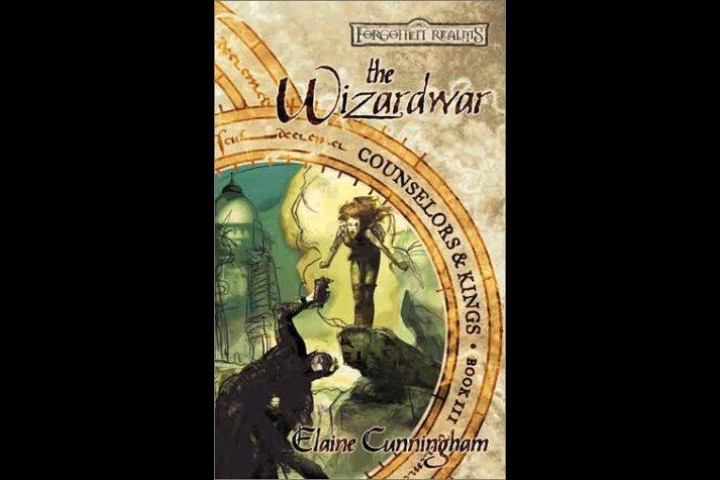 FORGOTTEN REALMS
the
Wizardwar
COUNSELORS & KINGS • BOOK III
Elaine Cunningham